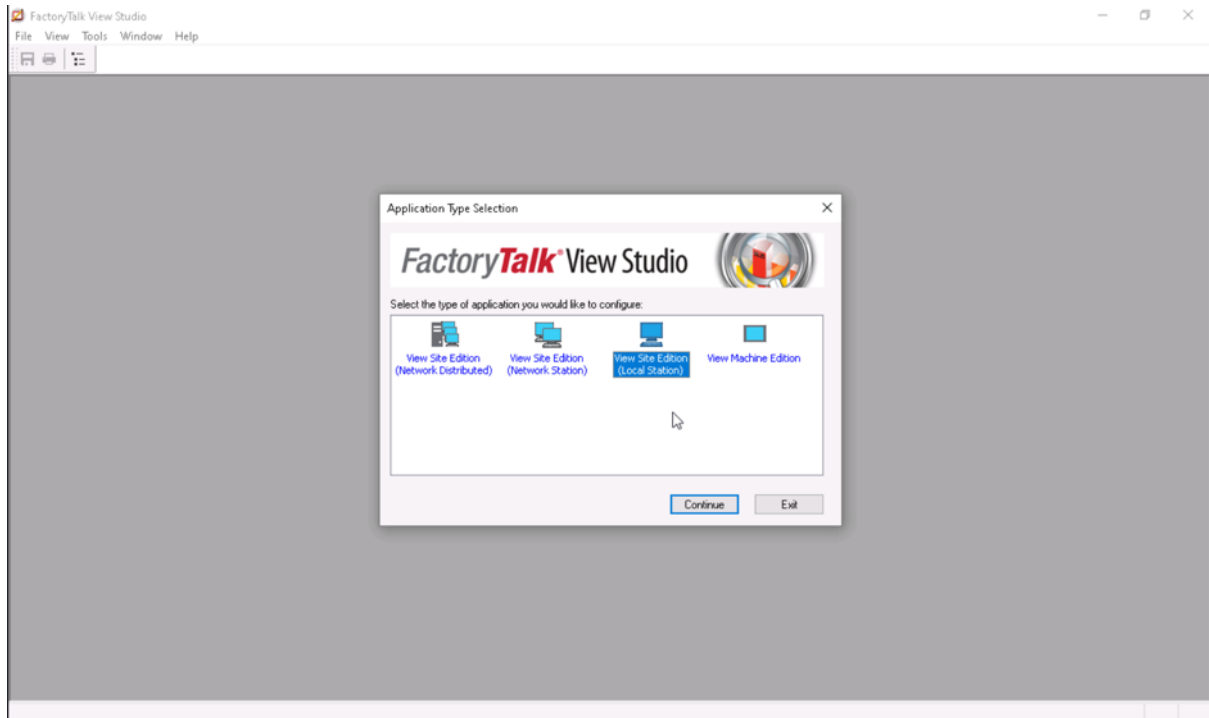 FactoryTalk View Studio
File View Tools Window Help
Application Type Selection
FactoryTalk View Studio
Select the type of application you would like to configure:
View Site Edition (Network Distributed)
View Site Edition (Network Station)
View Site Edition (Local Station)
View Machine Edition
Continue Exit